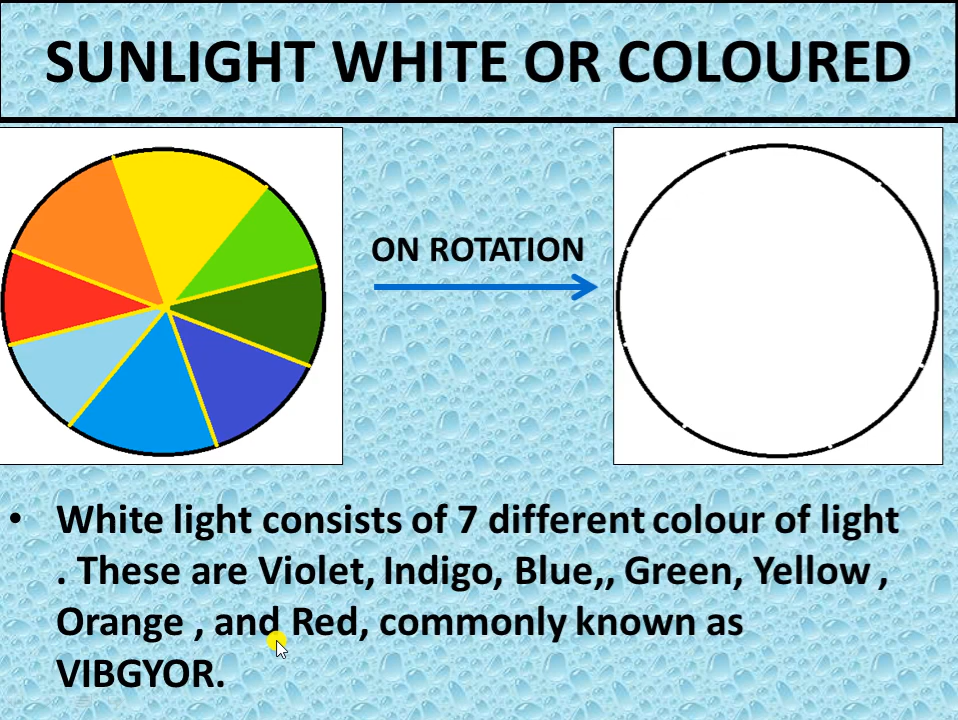 SUNLIGHT WHITE OR COLOURED
ON ROTATION
• White light consists of 7 different colour of light
. These are Violet, Indigo, Blue,, Green, Yellow ,
Orange , and Red, commonly known as
VIBGYOR.